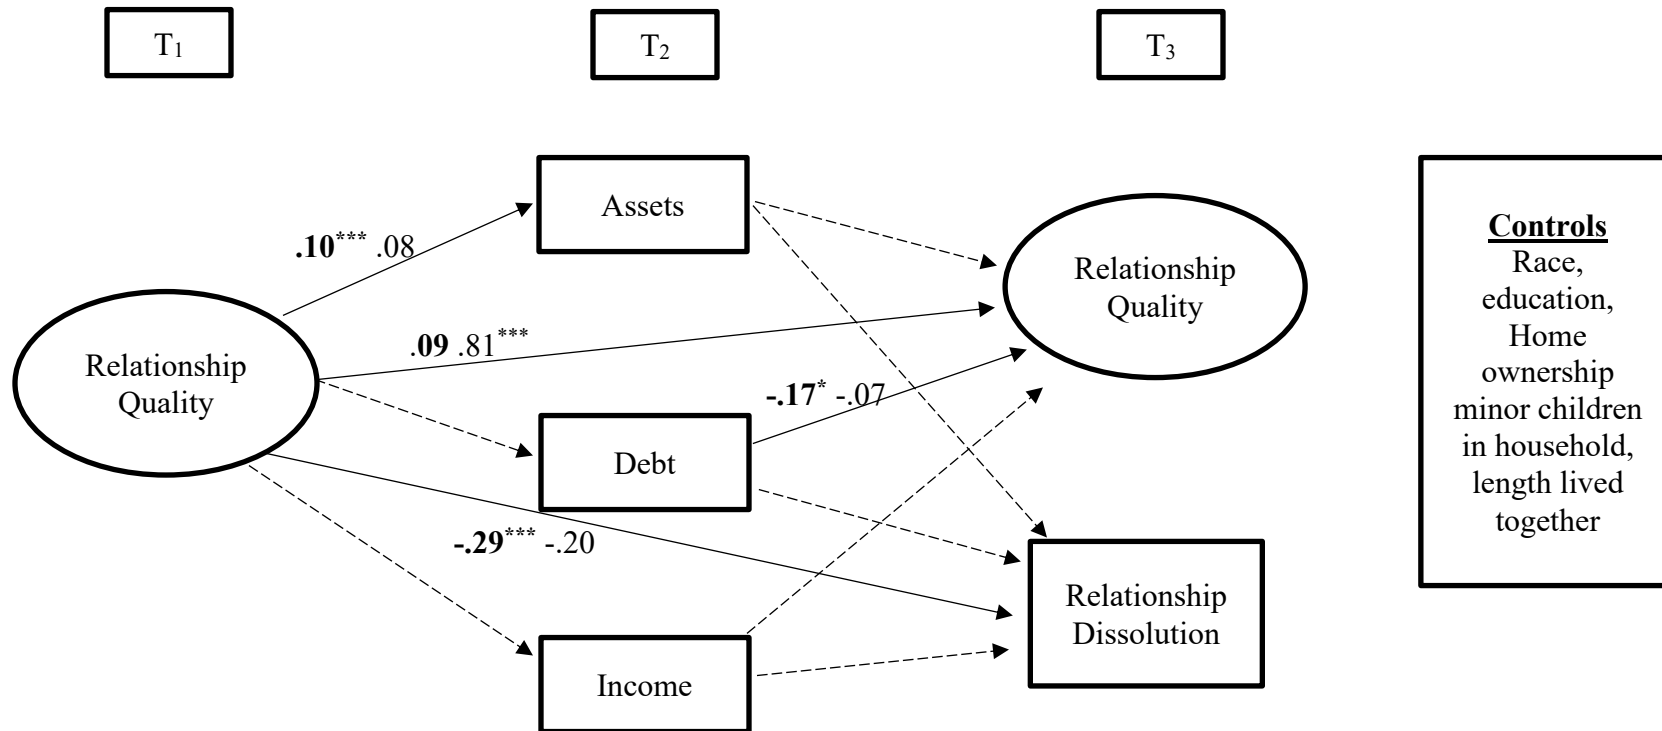 T₁
T₂
T₃
Assets
.10*** .08
Relationship
Quality
.09 .81***
Relationship
Quality
-.17* -.07
Debt
-.29*** -.20
Income
Relationship
Dissolution
Controls
Race,
education,
Home
ownership
minor children
in household,
length lived
together